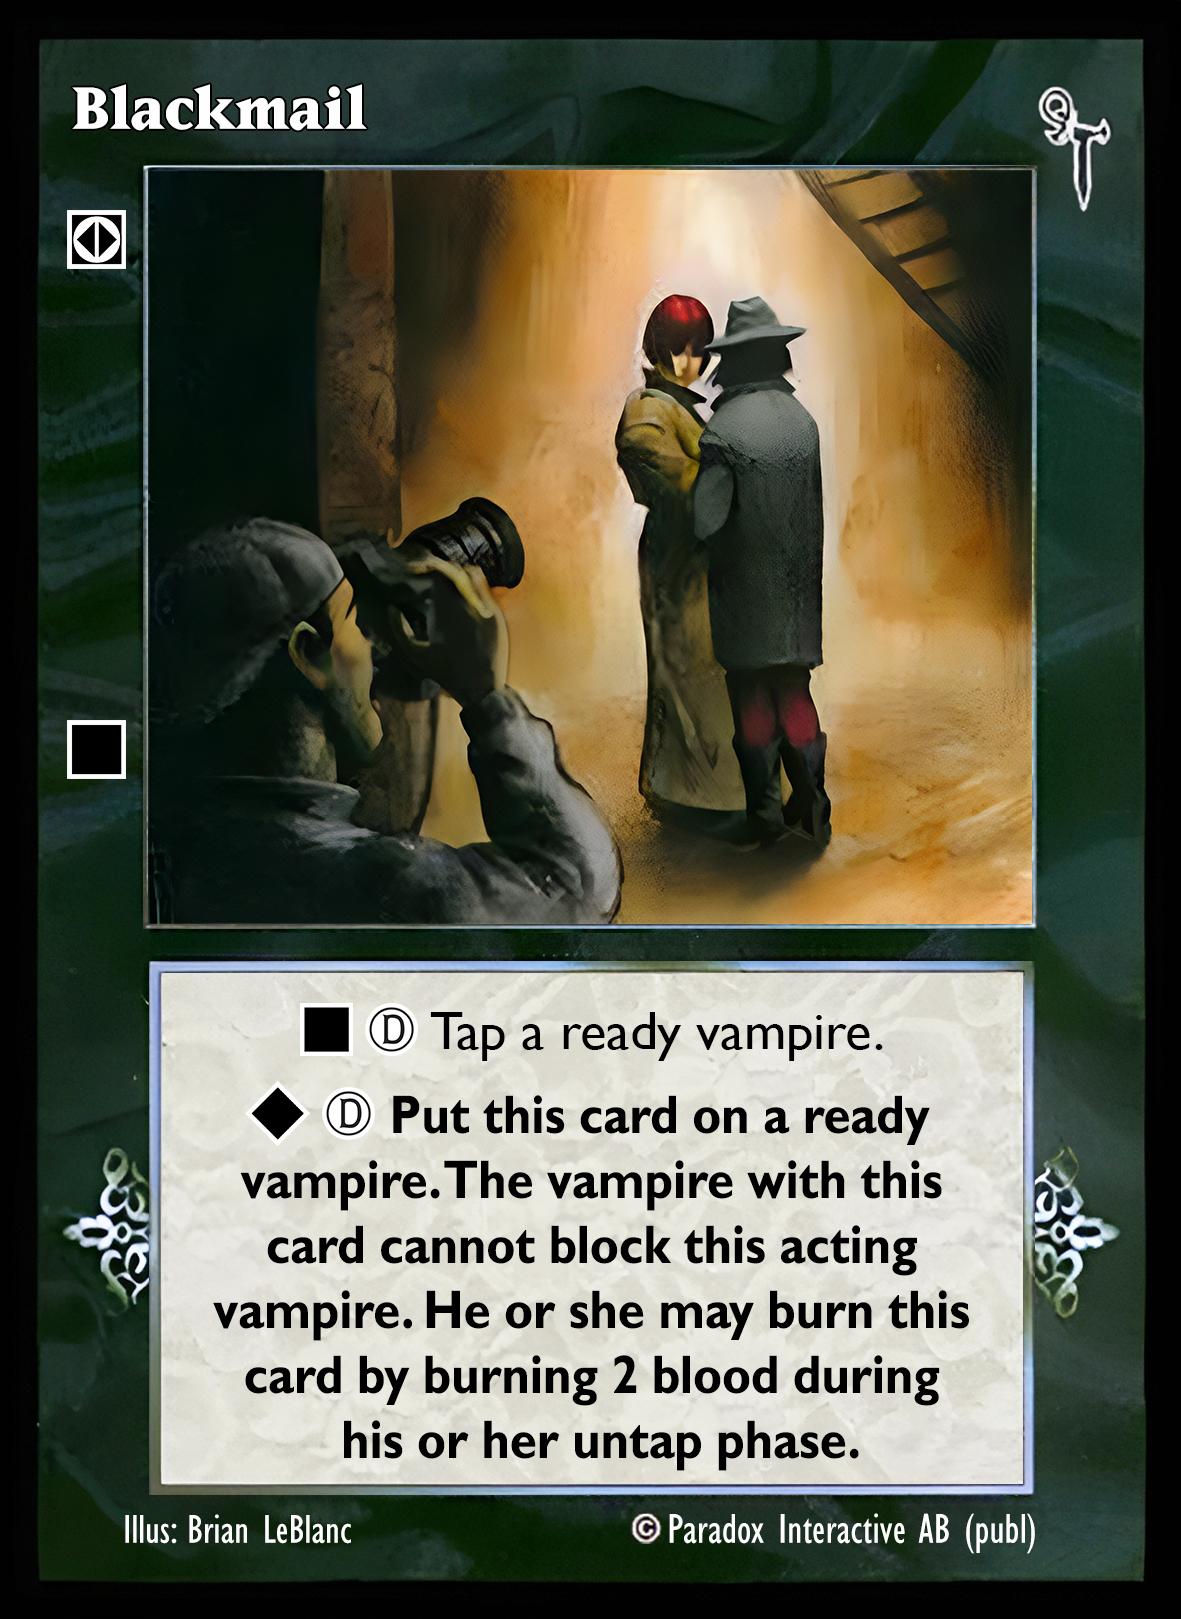 Blackmail
Ⓓ Tap a ready vampire.
Ⓓ Put this card on a ready
vampire. The vampire with this
card cannot block this acting
vampire. He or she may burn this
card by burning 2 blood during
his or her untap phase.
Illus: Brian LeBlanc
© Paradox Interactive AB (publ)